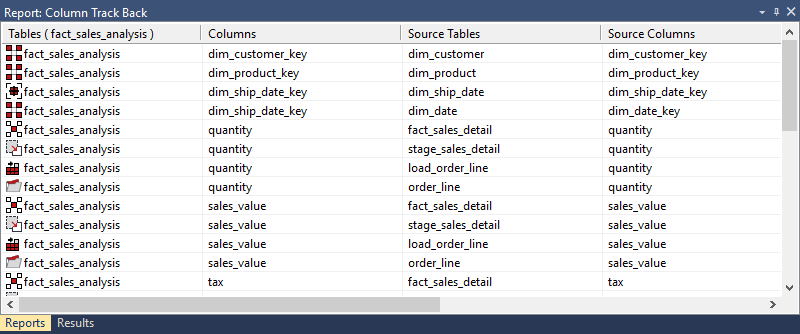 Report: Column Track Back
Tables ( fact_sales_analysis ) Columns Source Tables Source Columns
fact_sales_analysis dim_customer_key dim_customer dim_customer_key
fact_sales_analysis dim_product_key dim_product dim_product_key
fact_sales_analysis dim_ship_date_key dim_ship_date dim_ship_date_key
fact_sales_analysis dim_ship_date_key dim_date dim_date_key
fact_sales_analysis quantity fact_sales_detail quantity
fact_sales_analysis quantity stage_sales_detail quantity
fact_sales_analysis quantity load_order_line quantity
fact_sales_analysis quantity order_line quantity
fact_sales_analysis sales_value fact_sales_detail sales_value
fact_sales_analysis sales_value stage_sales_detail sales_value
fact_sales_analysis sales_value load_order_line sales_value
fact_sales_analysis sales_value order_line sales_value
fact_sales_analysis tax fact_sales_detail tax
Reports Results